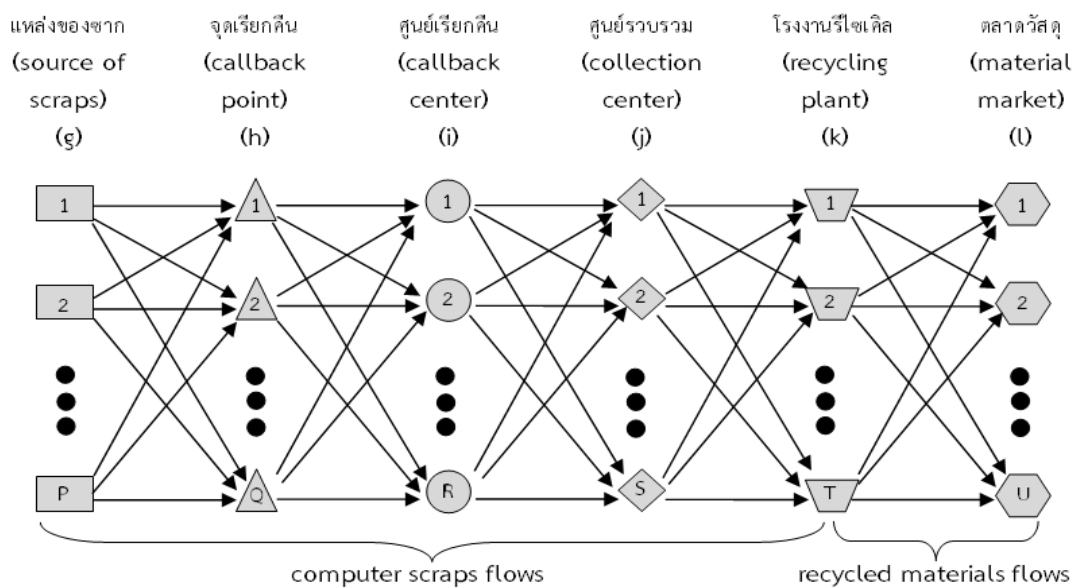 แหล่งของซาก
(source of
scraps)
(g)
จุดเรียกคืน
(callback
point)
(h)
ศูนย์เรียกคืน
(callback
center)
(i)
ศูนย์รวบรวม
(collection
center)
(j)
โรงงานรีไซเคิล
(recycling
plant)
(k)
ตลาดวัสดุ
(material
market)
(l)
1 1 1 1 1 1
2 2 2 2 2 2
P Q R S T U
computer scraps flows
recycled materials flows